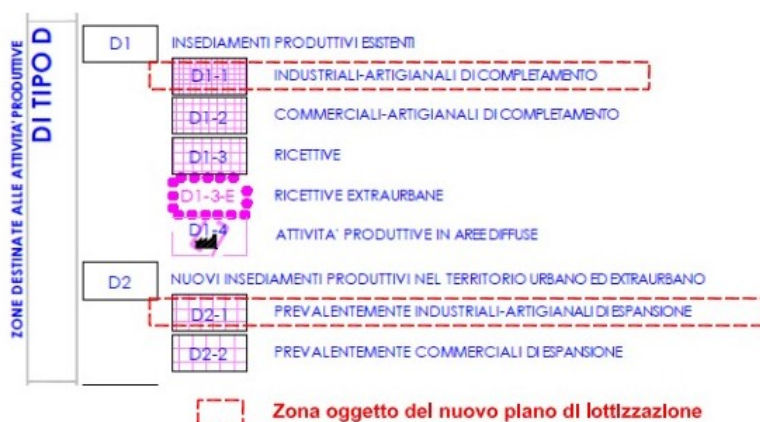 ZONE DESTINATE ALLE ATTIVITA' PRODUTTIVE
DI TIPO D
D1 INSEDIAMENTI PRODUTTIVI ESISTENTI
D1-1 INDUSTRIALI-ARTIGIANALI DI COMPLETAMENTO
D1-2 COMMERCIALI-ARTIGIANALI DI COMPLETAMENTO
D1-3 RICETTIVE
D1-3-E RICETTIVE EXTRAURBANE
D1-4 ATTIVITA' PRODUTTIVE IN AREE DIFFUSE
D2 NUOVI INSEDIAMENTI PRODUTTIVI NEL TERRITORIO URBANO ED EXTRAURBANO
D2-1 PREVALENTEMENTE INDUSTRIALI-ARTIGIANALI DI ESPANSIONE
D2-2 PREVALENTEMENTE COMMERCIALI DI ESPANSIONE
Zona oggetto del nuovo piano di lottizzazione